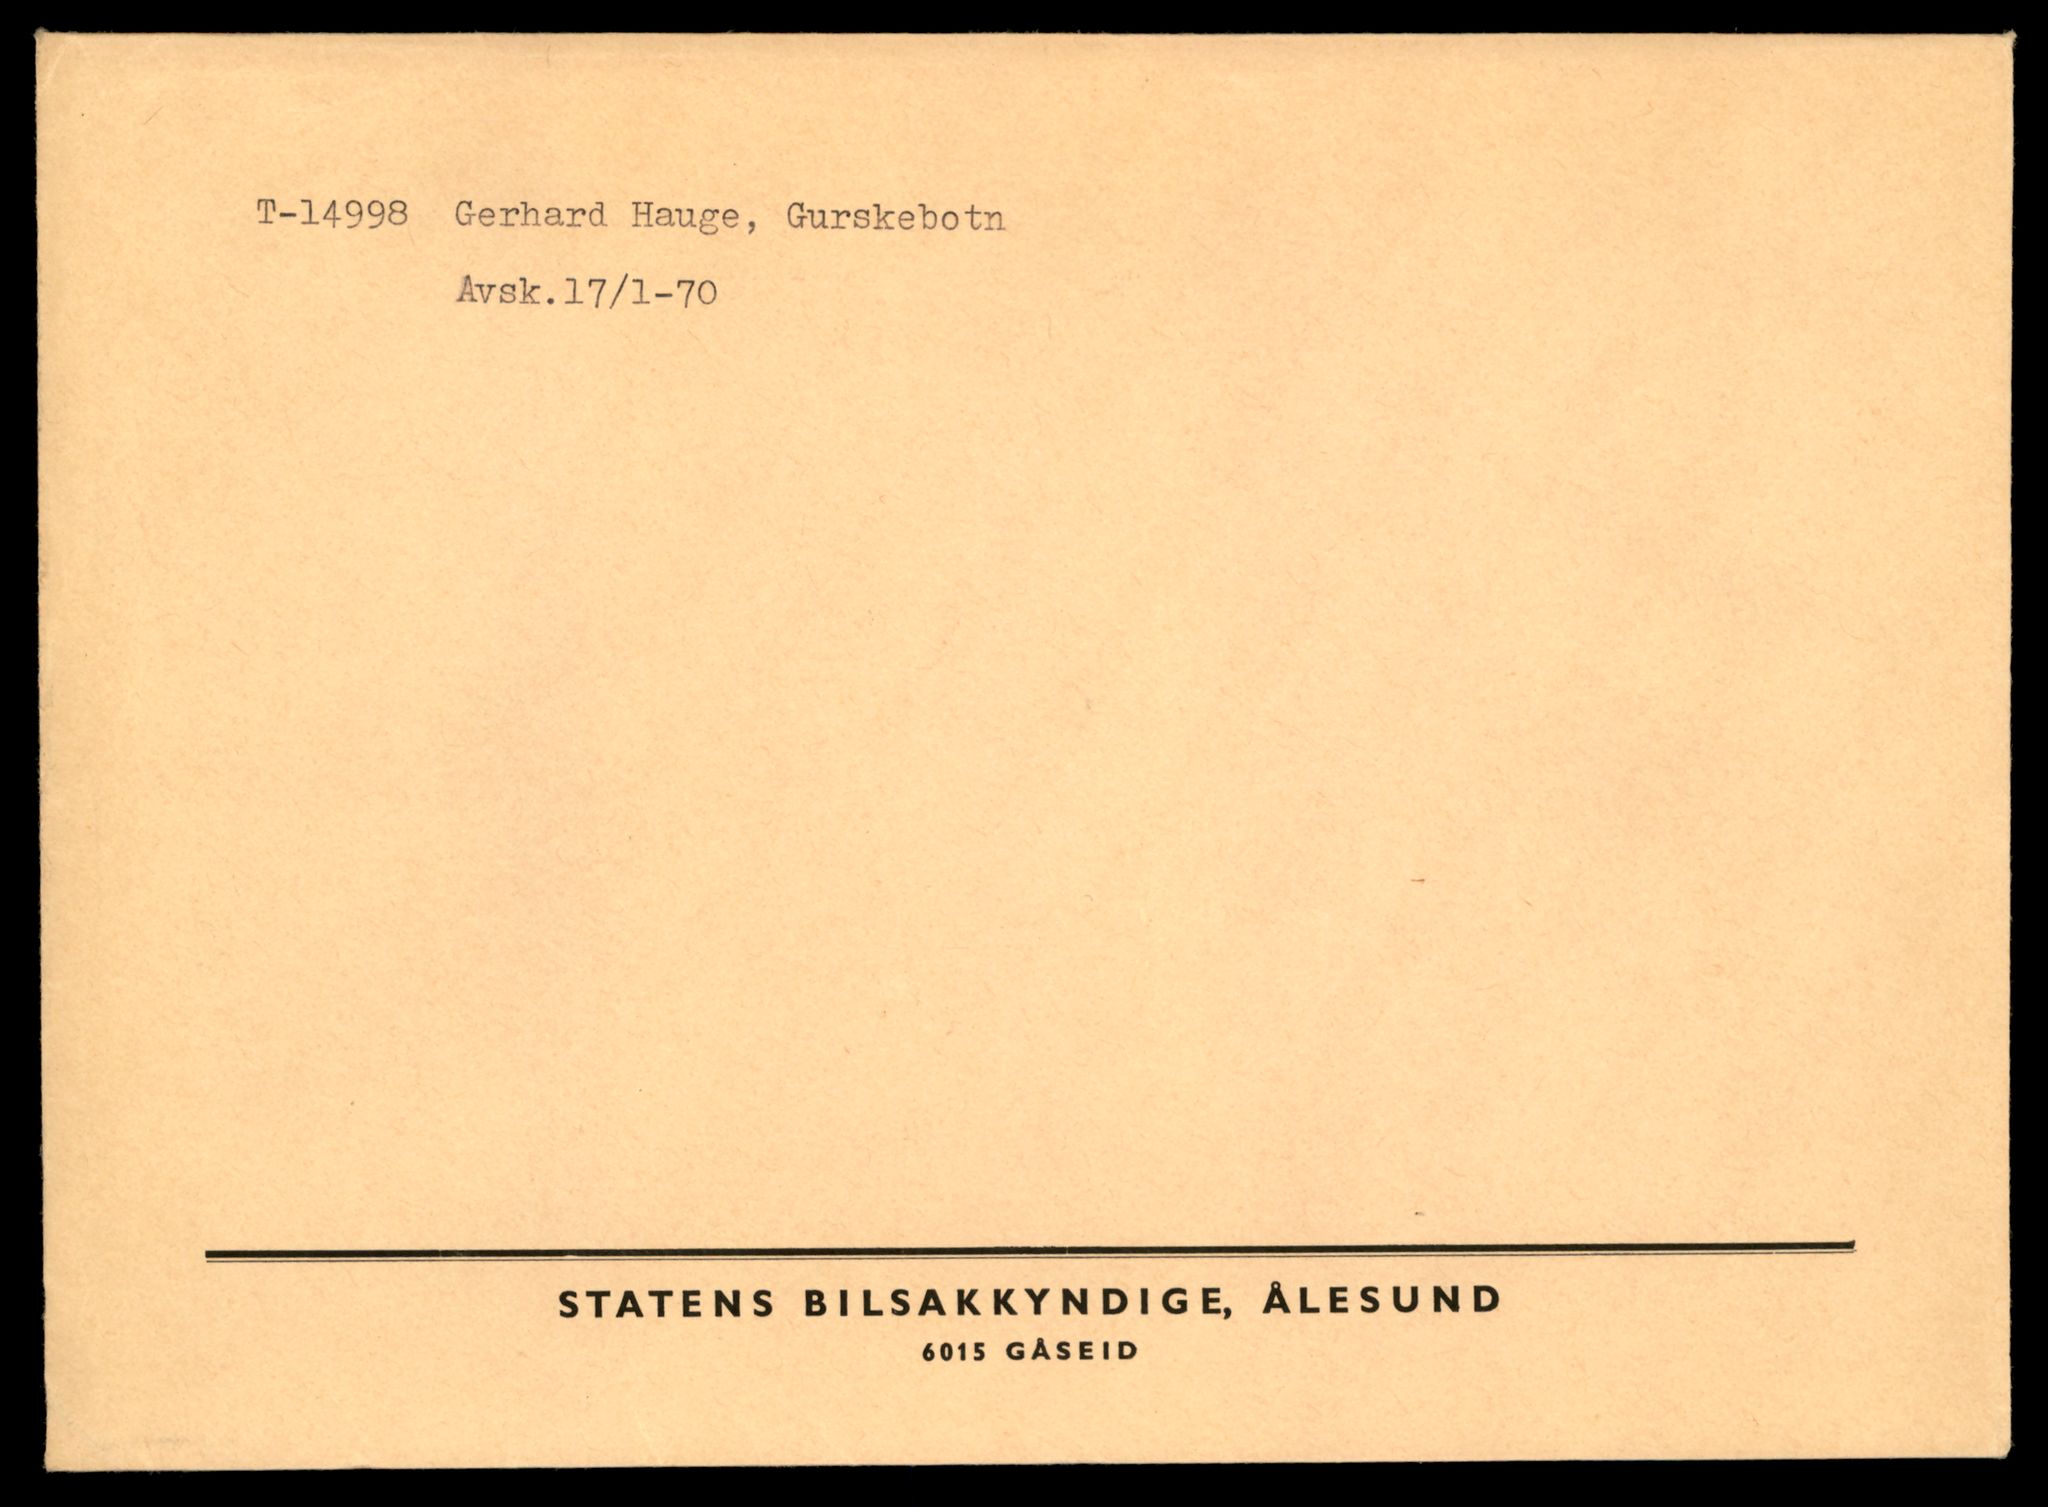 T-14998 Gerhard Hauge, Gurskebotn
Avsk.17/1-70
STATENS BILSAKKYNDIGE, ÅLESUND
6015 GÅSEID